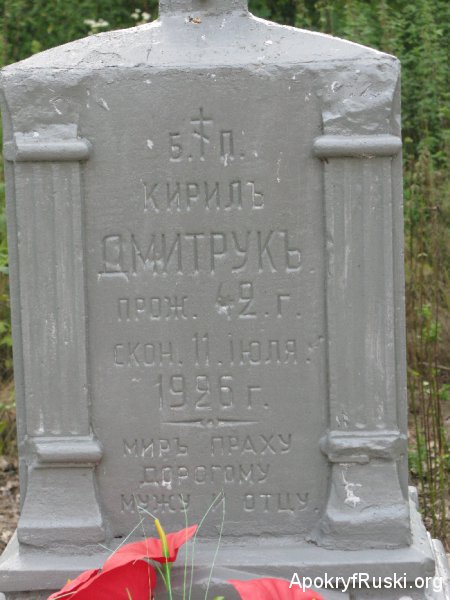 Б. † П.
КИРИЛЪ
ДМИТРУКЪ.
ПРОЖ. 42. Г.
СКОН. 11. ІЮЛЯ.
1926 Г.
МИРЪ ПРАХУ
ДОРОГОМУ
МУЖУ И ОТЦУ.
ApokryfRuski.org